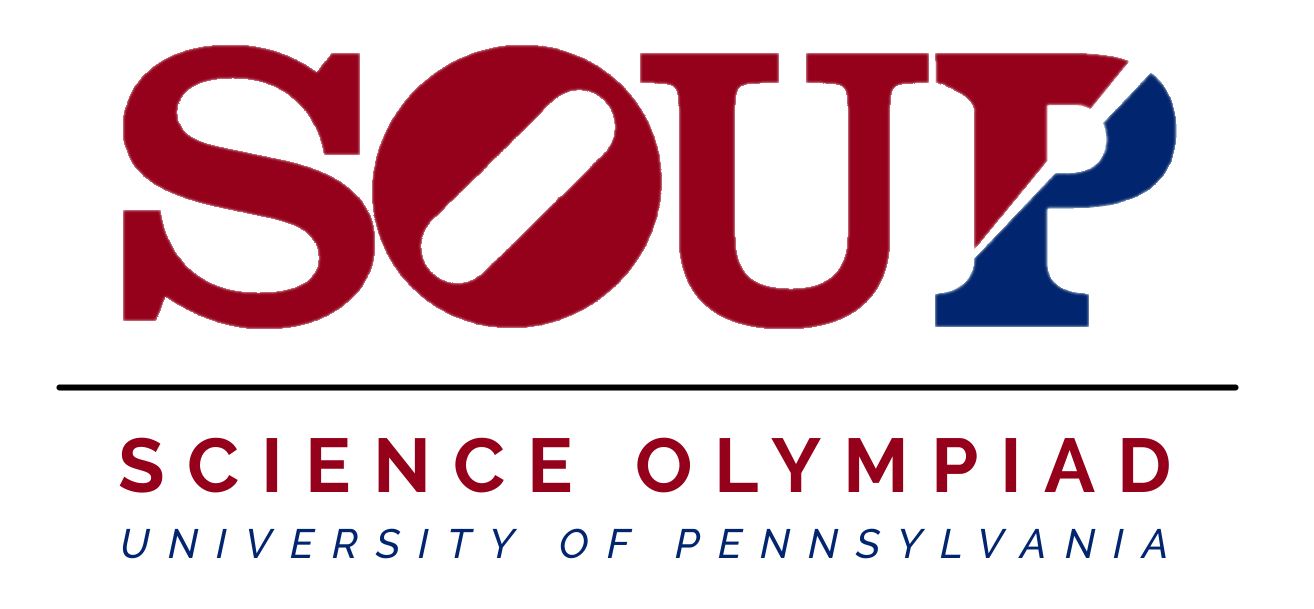 SOUP
SCIENCE OLYMPIAD
UNIVERSITY OF PENNSYLVANIA